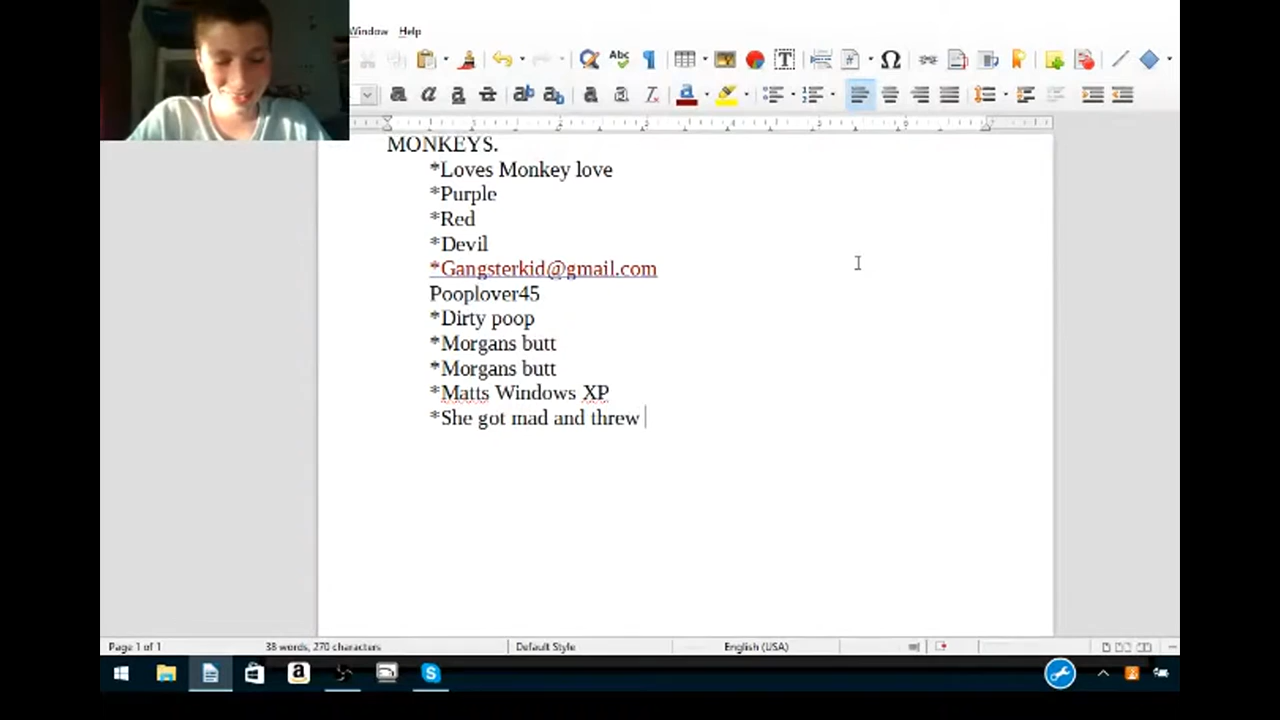 Window Help
MONKEYS.
*Loves Monkey love
*Purple
*Red
*Devil
*Gangsterkid@gmail.com
Pooplover45
*Dirty poop
*Morgans butt
*Morgans butt
*Matts Windows XP
*She got mad and threw
Page 1 of 1 38 words, 270 characters Default Style English (USA)